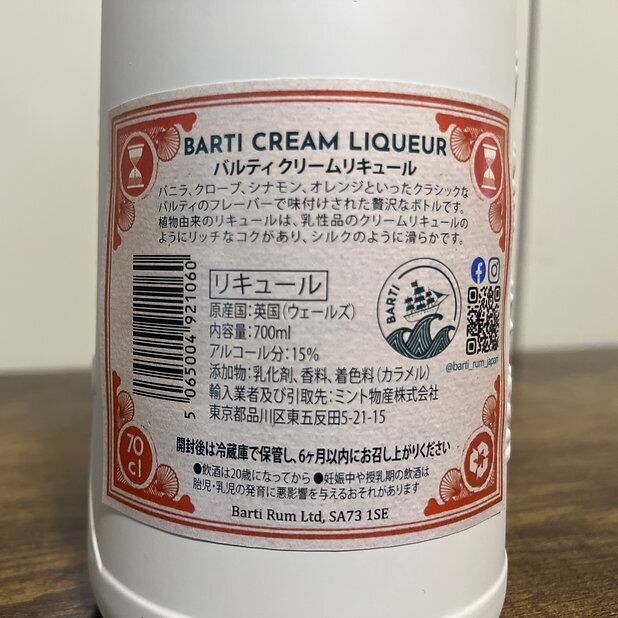 BARTI CREAM LIQUEUR
バルティクリームリキュール
バニラ、クローブ、シナモン、オレンジといったクラシックな
バルティのフレーバーで味付けされた贅沢なボトルです。
植物由来のリキュールは、乳性品のクリームリキュールの
ようにリッチなコクがあり、シルクのように滑らかです。
リキュール
原産国：英国（ウェールズ）
内容量：700ml
アルコール分：15%
添加物：乳化剤、香料、着色料（カラメル）
輸入業者及び引取先：ミント物産株式会社
東京都品川区東五反田5-21-15
5 065004 921060
BARTI
@barti_rum_japan
70
cl
開封後は冷蔵庫で保管し、6ヶ月以内にお召し上がりください
●飲酒は20歳になってから ●妊娠中や授乳期の飲酒は
胎児・乳児の発育に悪影響を与えるおそれがあります
Barti Rum Ltd, SA73 1SE